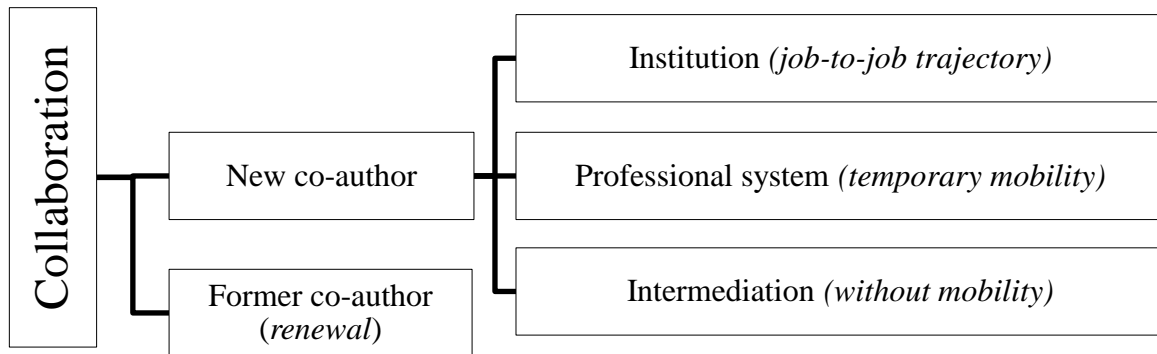 Collaboration
New co-author
Former co-author
(renewal)
Institution (job-to-job trajectory)
Professional system (temporary mobility)
Intermediation (without mobility)